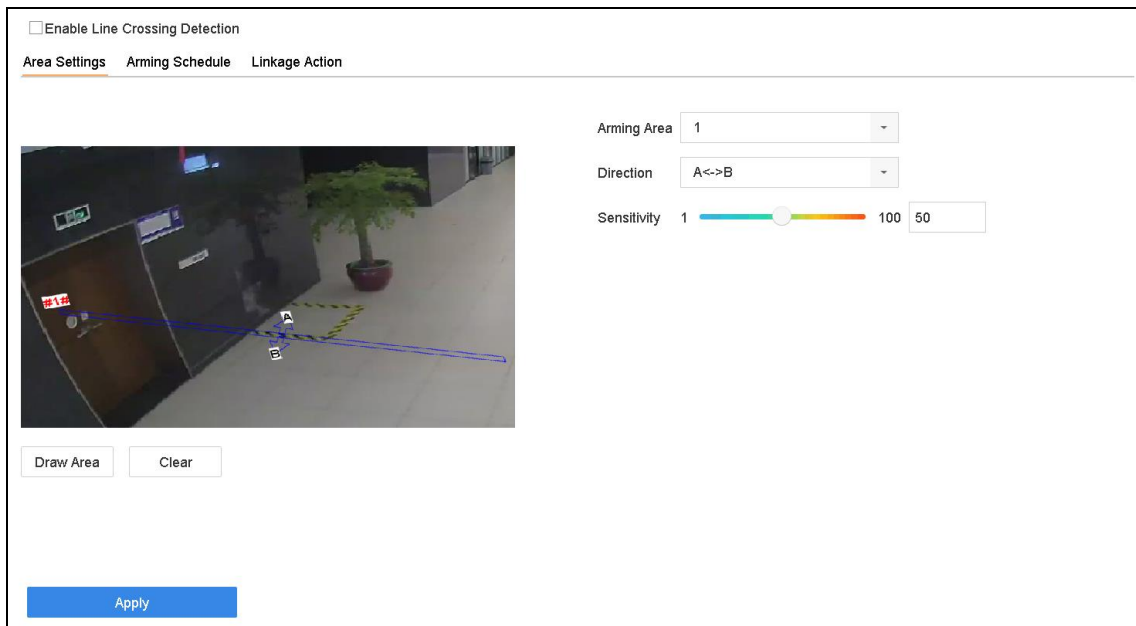 Enable Line Crossing Detection
Area Settings Arming Schedule Linkage Action
Arming Area 1
Direction A<->B
Sensitivity 1 100 50
#1#
A
B
Draw Area Clear
Apply